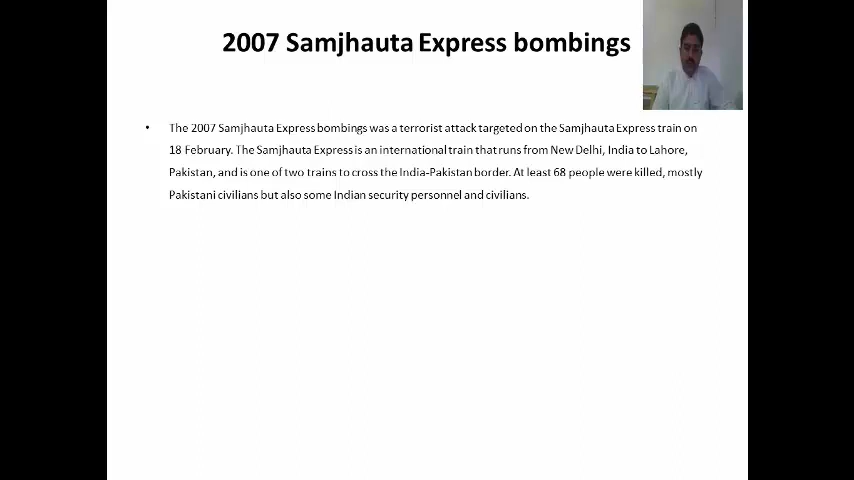 2007 Samjhauta Express bombings
• The 2007 Samjhauta Express bombings was a terrorist attack targeted on the Samjhauta Express train on
18 February. The Samjhauta Express is an international train that runs from New Delhi, India to Lahore,
Pakistan, and is one of two trains to cross the India-Pakistan border. At least 68 people were killed, mostly
Pakistani civilians but also some Indian security personnel and civilians.